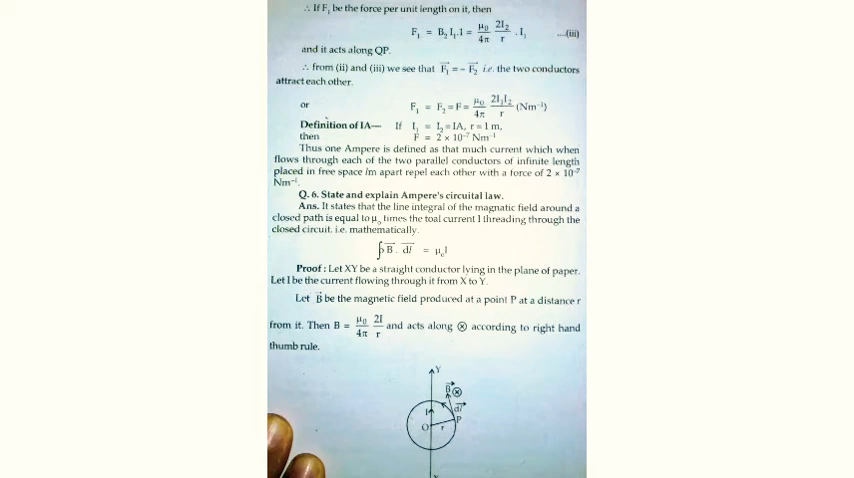 ∴ If F₁ be the force per unit length on it, then
F₁ = B₂ I₁.1 = μ₀/4π 2I₂/r . I₁ ....(iii)
and it acts along QP.
∴ from (ii) and (iii) we see that F₁⃗ = – F₂⃗ i.e. the two conductors
attract each other.
or F₁ = F₂ = F = μ₀/4π 2I₁I₂/r (Nm⁻¹)
Definition of IA— If I₁ = I₂ = IA, r = 1 m,
then F = 2 × 10⁻⁷ Nm⁻¹
Thus one Ampere is defined as that much current which when
flows through each of the two parallel conductors of infinite length
placed in free space lm apart repel each other with a force of 2 × 10⁻⁷
Nm⁻¹.
Q. 6. State and explain Ampere's circuital law.
Ans. It states that the line integral of the magnatic field around a
closed path is equal to μ₀ times the toal current I threading through the
closed circuit. i.e. mathematically.
∮ B⃗ . dl⃗ = μ₀I
Proof : Let XY be a straight conductor lying in the plane of paper.
Let I be the current flowing through it from X to Y.
Let B⃗ be the magnetic field produced at a point P at a distance r
from it. Then B = μ₀/4π 2I/r and acts along ⊗ according to right hand
thumb rule.
Y
B⃗ ⊗
I dl⃗
P
O r